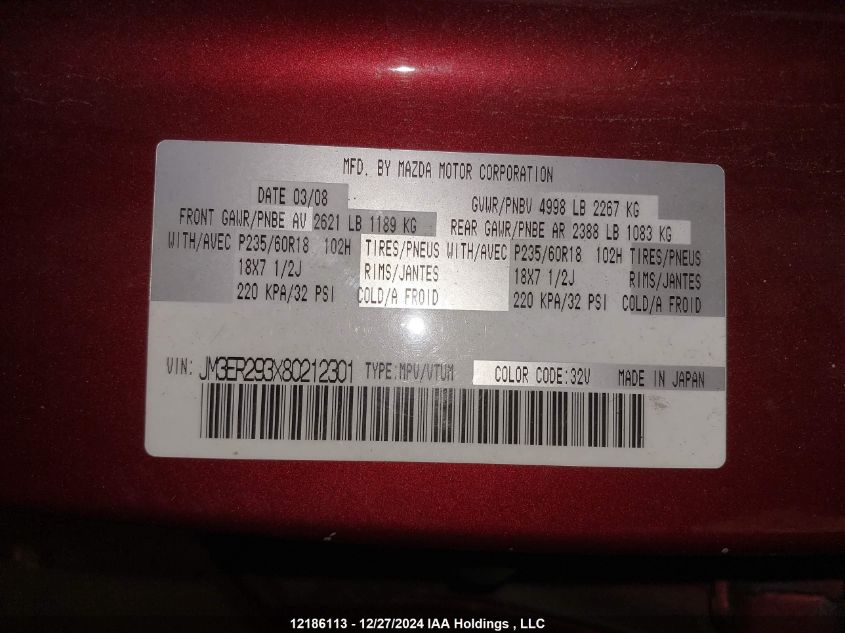 MFD. BY MAZDA MOTOR CORPORATION
DATE 03/08 GVWR/PNBV 4998 LB 2267 KG
FRONT GAWR/PNBE AV 2621 LB 1189 KG REAR GAWR/PNBE AR 2388 LB 1083 KG
WITH/AVEC P235/60R18 102H TIRES/PNEUS WITH/AVEC P235/60R18 102H TIRES/PNEUS
18X7 1/2J RIMS/JANTES 18X7 1/2J RIMS/JANTES
220 KPA/32 PSI COLD/A FROID 220 KPA/32 PSI COLD/A FROID
VIN: JM3ER293X80212301 TYPE:MPV/VTUM COLOR CODE:32V MADE IN JAPAN
12186113 - 12/27/2024 IAA Holdings , LLC